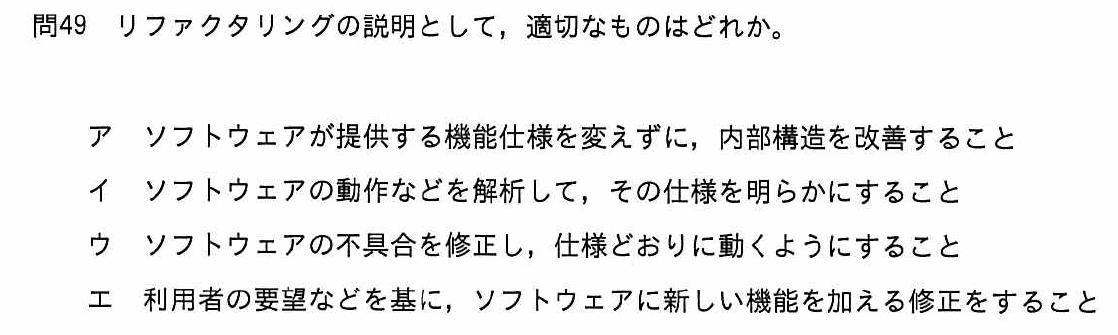 問49　リファクタリングの説明として，適切なものはどれか。
ア　ソフトウェアが提供する機能仕様を変えずに，内部構造を改善すること
イ　ソフトウェアの動作などを解析して，その仕様を明らかにすること
ウ　ソフトウェアの不具合を修正し，仕様どおりに動くようにすること
エ　利用者の要望などを基に，ソフトウェアに新しい機能を加える修正をすること